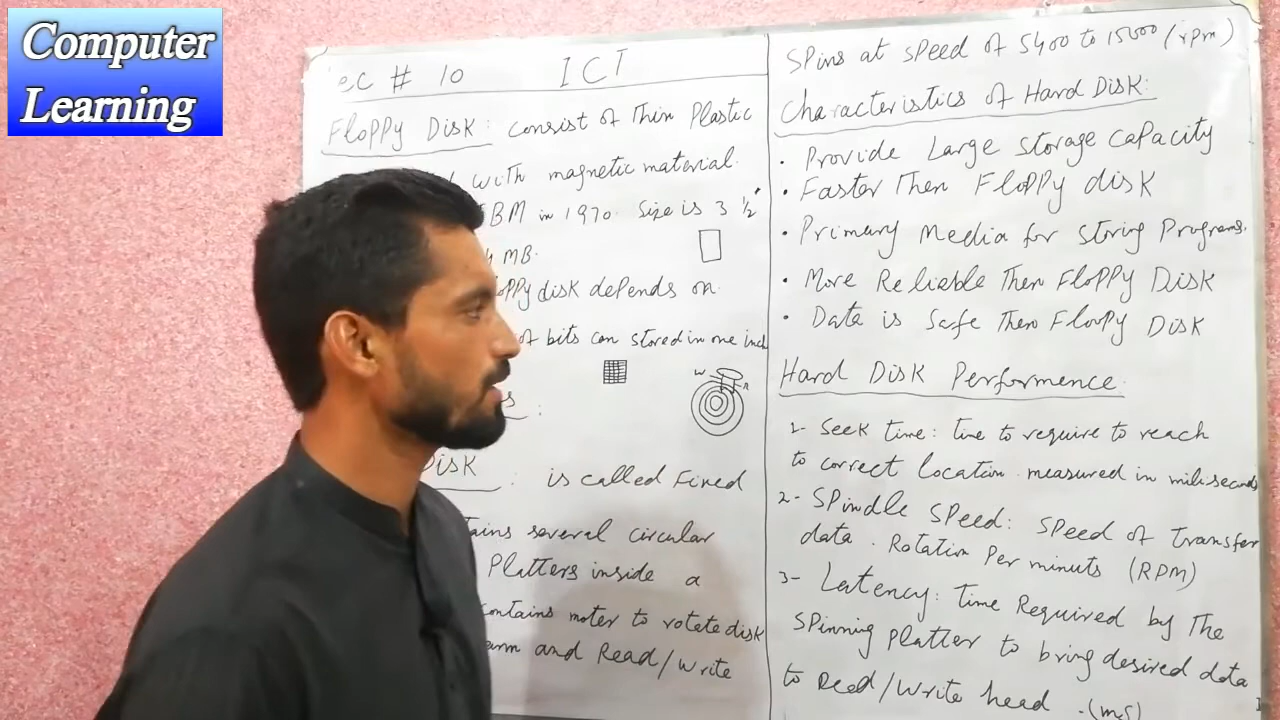 Computer
Learning
ec # 10 ICT
Floppy Disk: consist of Thin Plastic
with magnetic material.
IBM in 1970. Size is 3 ½"
MB.
loppy disk depends on
of bits can stored in one inch
W R
s :
Disk : is called Fixed
tains several circular
Platters inside a
contains moter to rotate disk
arm and Read/Write
Spins at speed of 5400 to 15000 (rpm)
Characteristics of Hard Disk:
• Provide Large storage capacity
• Faster Then Floppy disk
• Primary Media for storing Programs.
• More Reliable Then Floppy Disk
• Data is Safe Then Floppy Disk
Hard Disk Performence
1- Seek time: time to require to reach
to correct location. measured in miliseconds
2- Spindle Speed: speed of transfer
data. Rotation Per minuts (RPM)
3- Latency: time Required by The
spinning platter to bring desired data
to Read/Write head. (ms)